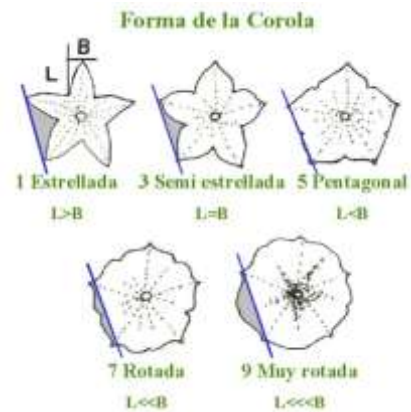 Forma de la Corola
B
L
1 Estrellada 3 Semi estrellada 5 Pentagonal
L>B L=B L<B
7 Rotada 9 Muy rotada
L<<B L<<<B